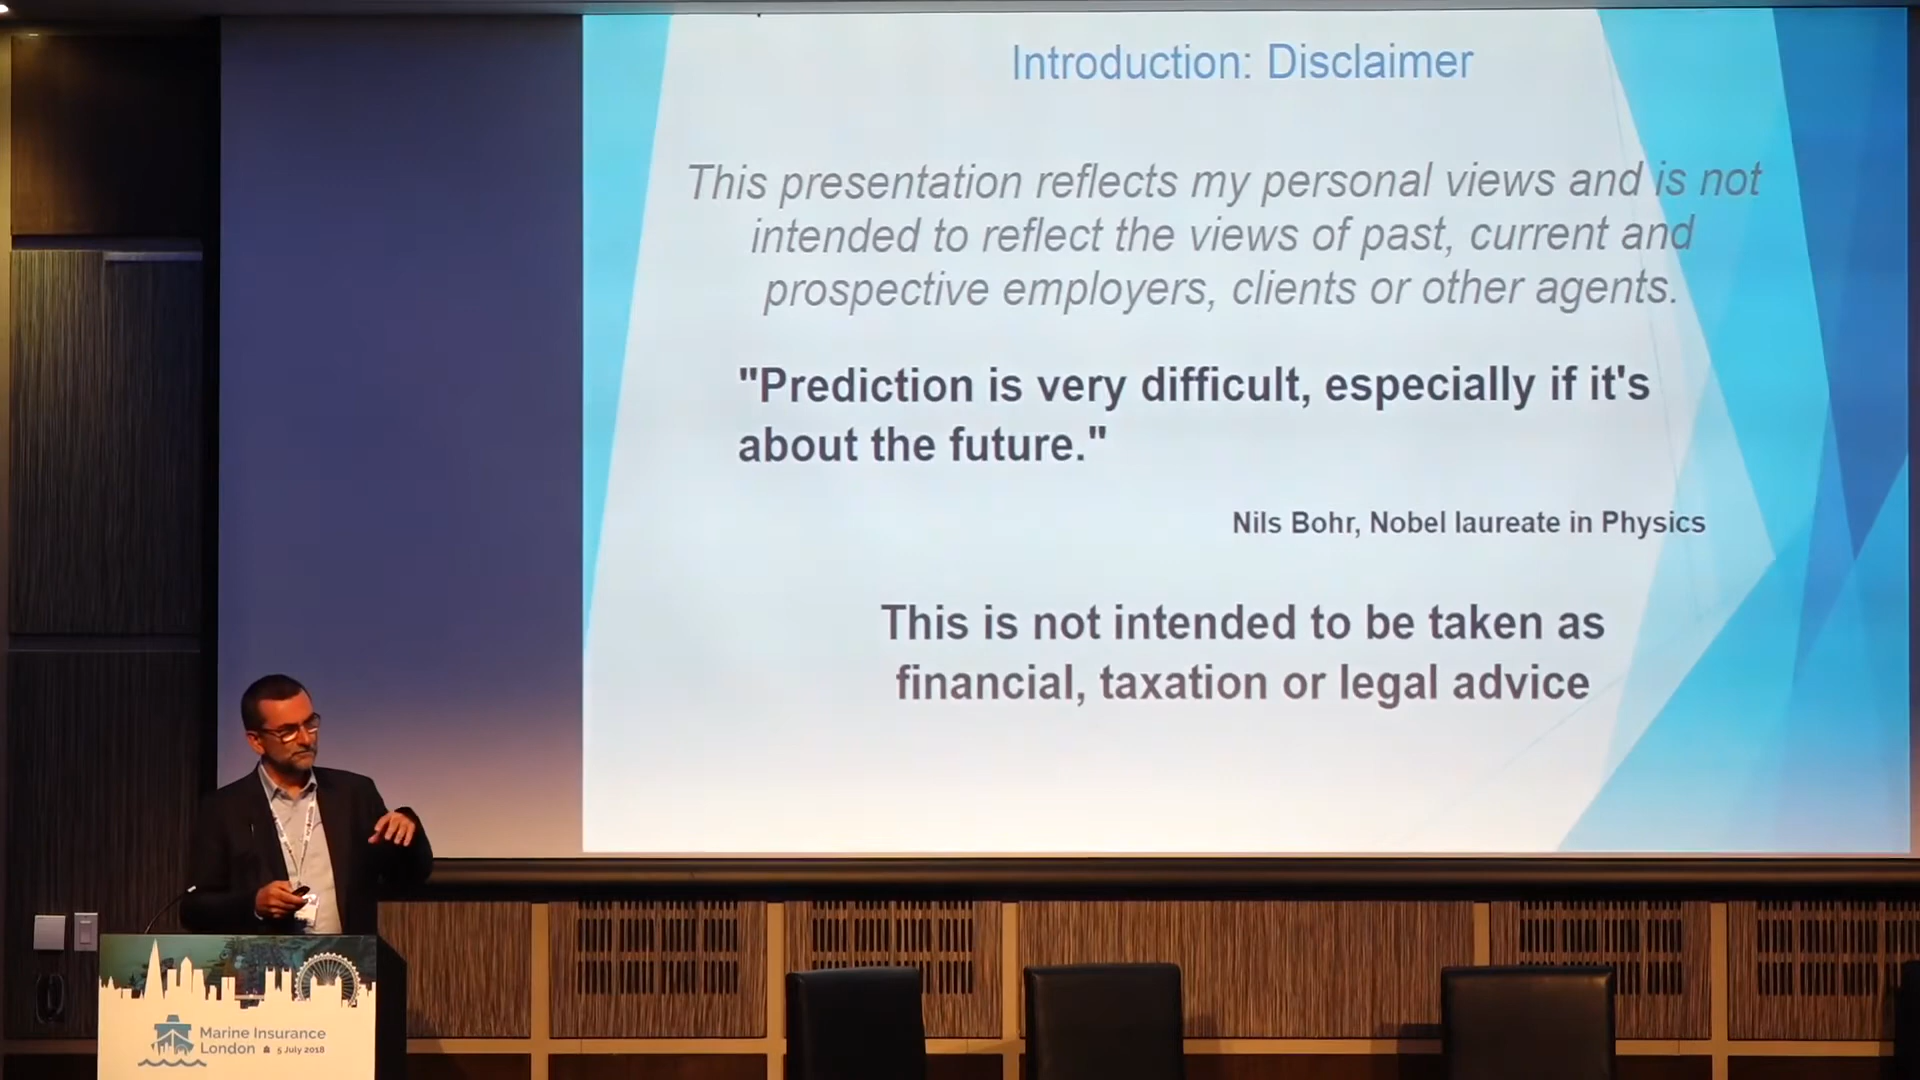 Introduction: Disclaimer
This presentation reflects my personal views and is not
intended to reflect the views of past, current and
prospective employers, clients or other agents.
"Prediction is very difficult, especially if it's
about the future."
Nils Bohr, Nobel laureate in Physics
This is not intended to be taken as
financial, taxation or legal advice
Marine Insurance
London 5 July 2018